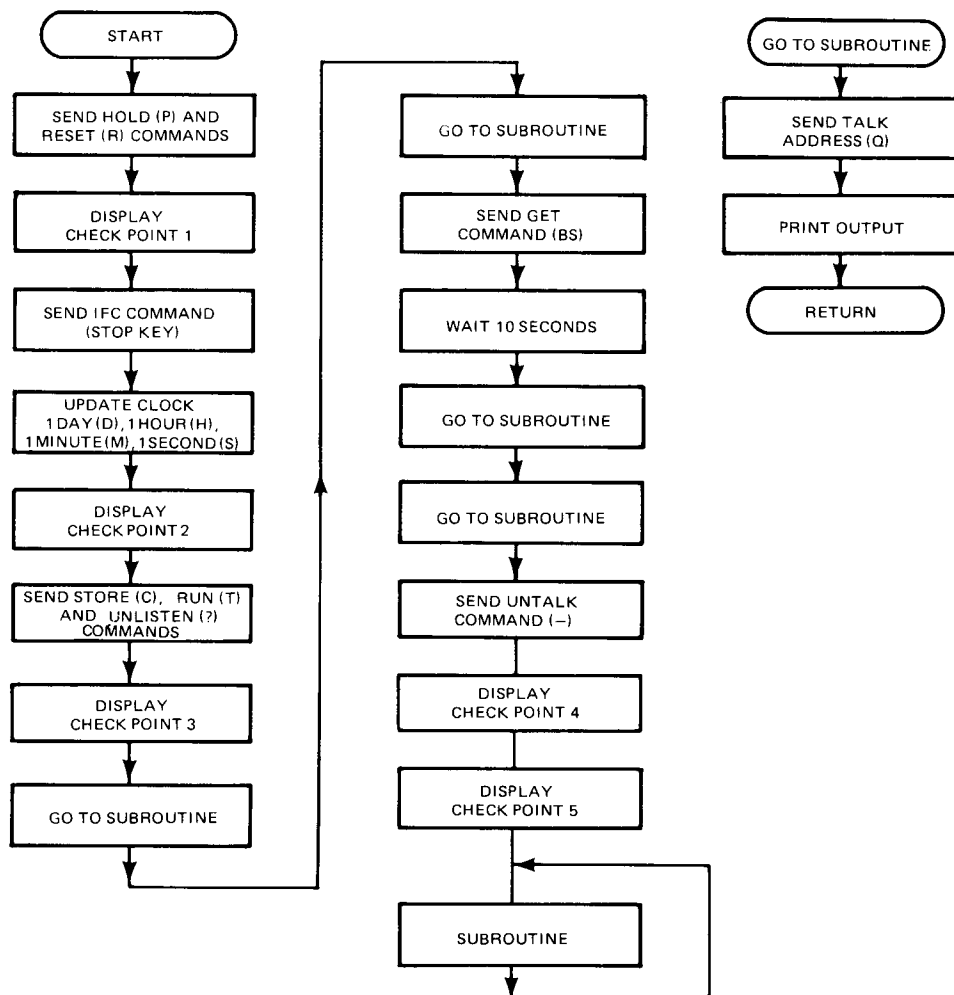 START
SEND HOLD (P) AND
RESET (R) COMMANDS
DISPLAY
CHECK POINT 1
SEND IFC COMMAND
(STOP KEY)
UPDATE CLOCK
1 DAY (D), 1 HOUR (H),
1 MINUTE (M), 1 SECOND (S)
DISPLAY
CHECK POINT 2
SEND STORE (C), RUN (T)
AND UNLISTEN (?)
COMMANDS
DISPLAY
CHECK POINT 3
GO TO SUBROUTINE
GO TO SUBROUTINE
SEND GET
COMMAND (BS)
WAIT 10 SECONDS
GO TO SUBROUTINE
GO TO SUBROUTINE
SEND UNTALK
COMMAND (—)
DISPLAY
CHECK POINT 4
DISPLAY
CHECK POINT 5
SUBROUTINE
GO TO SUBROUTINE
SEND TALK
ADDRESS (Q)
PRINT OUTPUT
RETURN